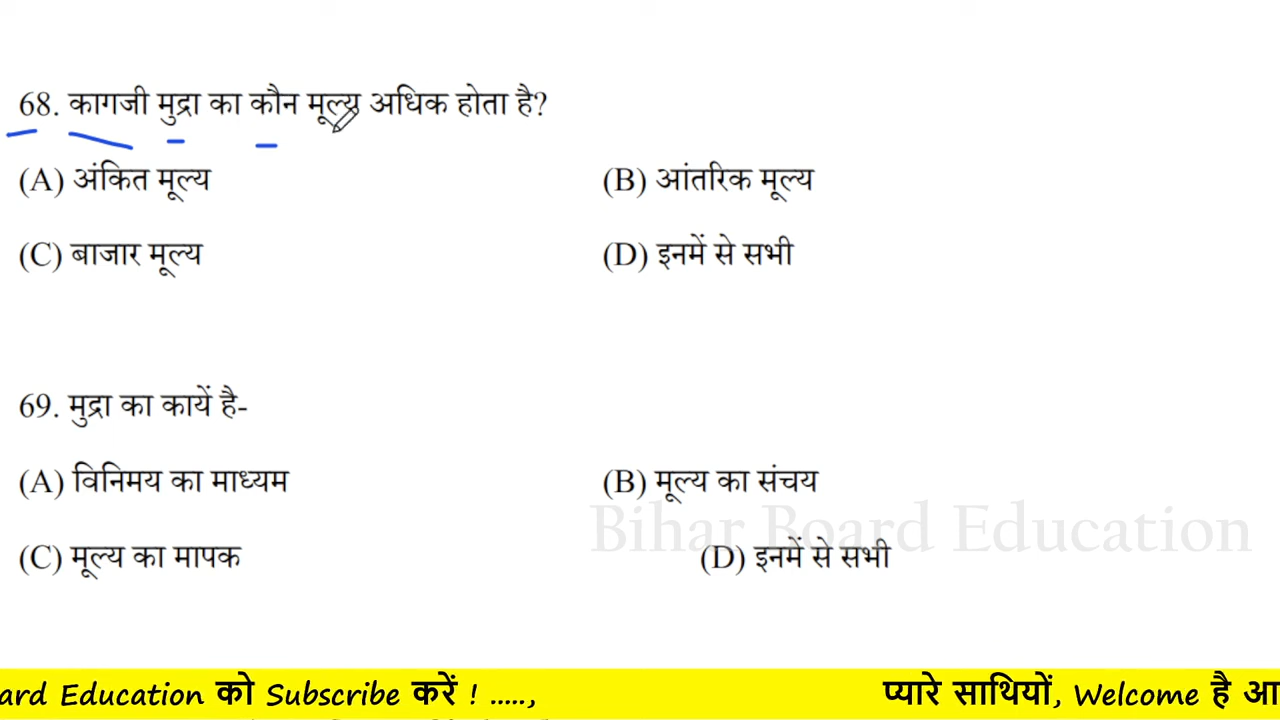 68. कागजी मुद्रा का कौन मूल्य अधिक होता है?
(A) अंकित मूल्य (B) आंतरिक मूल्य
(C) बाजार मूल्य (D) इनमें से सभी
69. मुद्रा का कायें है-
(A) विनिमय का माध्यम (B) मूल्य का संचय
Bihar Board Education
(C) मूल्य का मापक (D) इनमें से सभी
ard Education को Subscribe करें ! ....., प्यारे साथियों, Welcome है आ